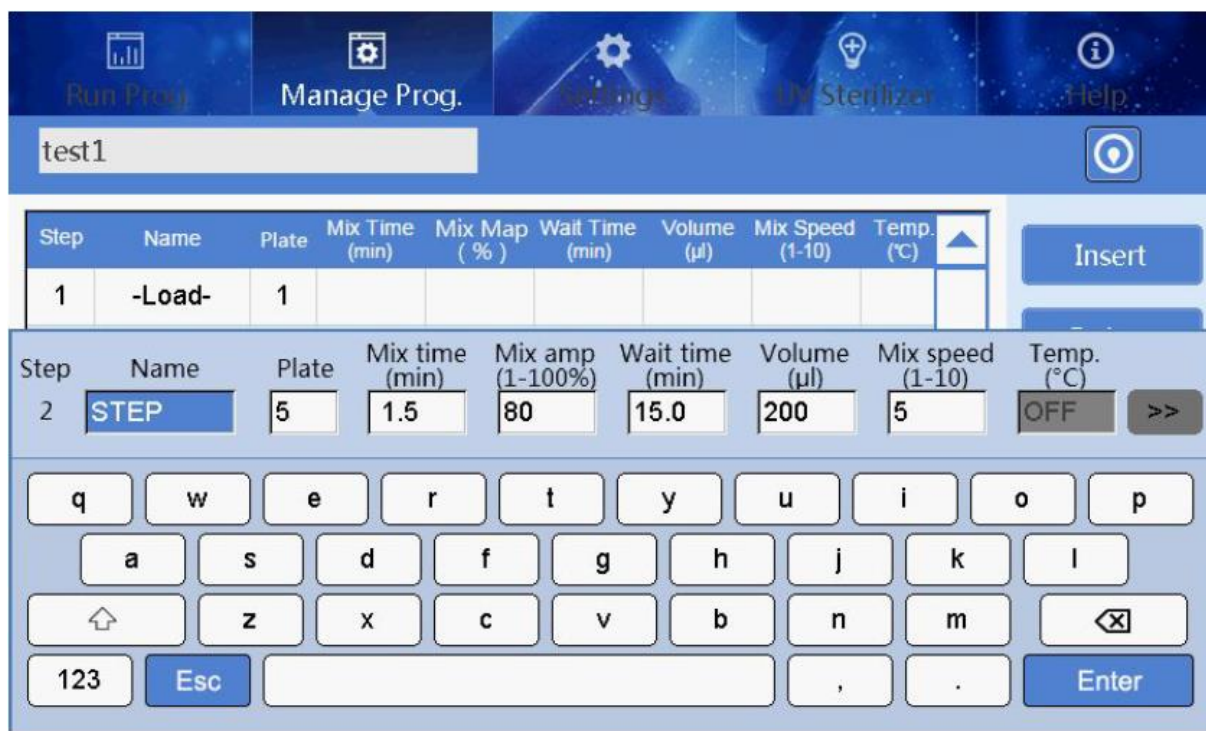 Run Prog. Manage Prog. Settings UV Sterilizer Help
test1
Step Name Plate Mix Time (min) Mix Map ( % ) Wait Time (min) Volume (µl) Mix Speed (1-10) Temp. (℃)
Insert
1 -Load- 1
Step Name Plate Mix time (min) Mix amp (1-100%) Wait time (min) Volume (µl) Mix speed (1-10) Temp. (°C)
2 STEP 5 1.5 80 15.0 200 5 OFF >>
q w e r t y u i o p
a s d f g h j k l
z x c v b n m
123 Esc , . Enter